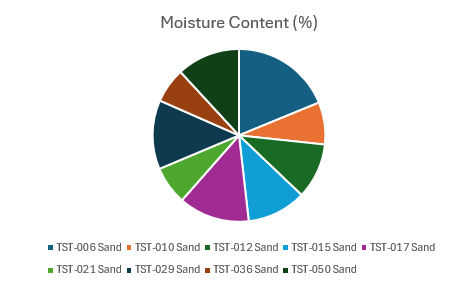 Moisture Content (%)
TST-006 Sand TST-010 Sand TST-012 Sand TST-015 Sand TST-017 Sand
TST-021 Sand TST-029 Sand TST-036 Sand TST-050 Sand